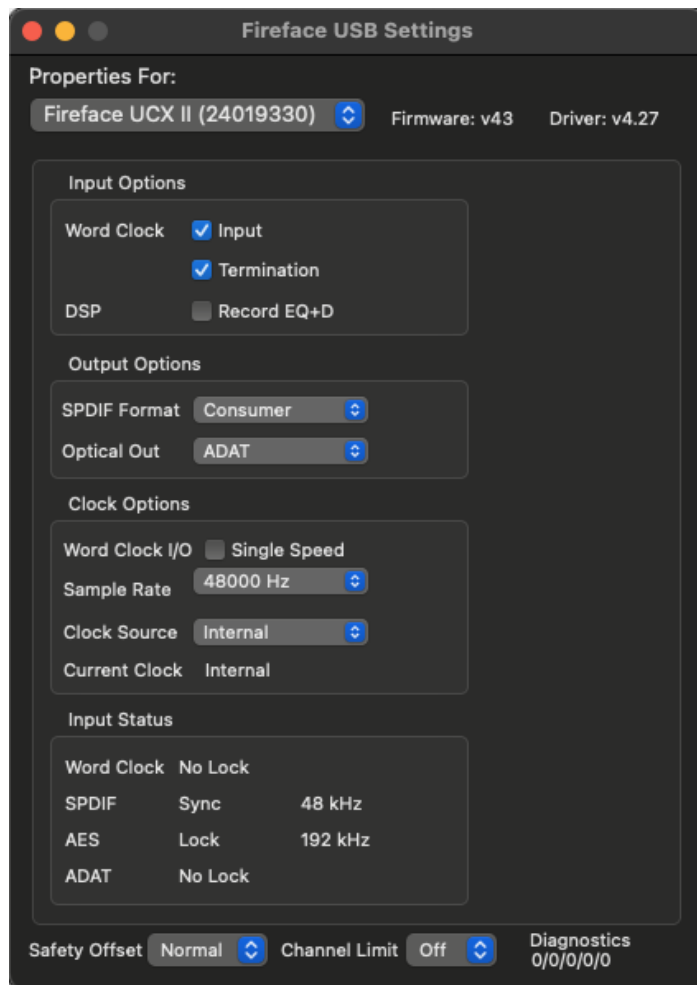 Fireface USB Settings
Properties For:
Fireface UCX II (24019330) Firmware: v43 Driver: v4.27
Input Options
Word Clock Input
Termination
DSP Record EQ+D
Output Options
SPDIF Format Consumer
Optical Out ADAT
Clock Options
Word Clock I/O Single Speed
Sample Rate 48000 Hz
Clock Source Internal
Current Clock Internal
Input Status
Word Clock No Lock
SPDIF Sync 48 kHz
AES Lock 192 kHz
ADAT No Lock
Safety Offset Normal Channel Limit Off Diagnostics
0/0/0/0/0